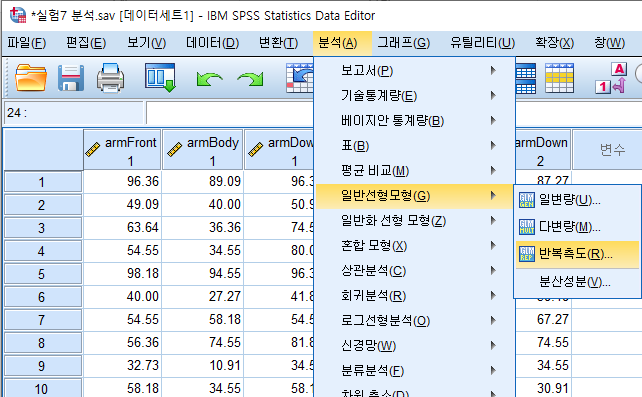 *실험7 분석.sav [데이터세트1] - IBM SPSS Statistics Data Editor
파일(F) 편집(E) 보기(V) 데이터(D) 변환(T) 분석(A) 그래프(G) 유틸리티(U) 확장(X) 창(W)
24 :
보고서(P)
기술통계량(E)
베이지안 통계량(B)
표(B)
평균 비교(M)
일반선형모형(G)
일반화 선형 모형(Z)
혼합 모형(X)
상관분석(C)
회귀분석(R)
로그선형분석(O)
신경망(W)
분류분석(F)
차원 축소(D)
일변량(U)...
다변량(M)...
반복측도(R)...
분산성분(V)...
armFront1 armBody1 armDow1 armDown2 변수
1 96.36 89.09 96.3 87.27
2 49.09 40.00 50.9
3 63.64 36.36 74.5
4 54.55 34.55 80.0
5 98.18 94.55 96.3
6 40.00 27.27 41.8
7 54.55 58.18 54.5 67.27
8 56.36 74.55 81.8 74.55
9 32.73 10.91 34.5 34.55
10 58.18 34.55 58.1 30.91